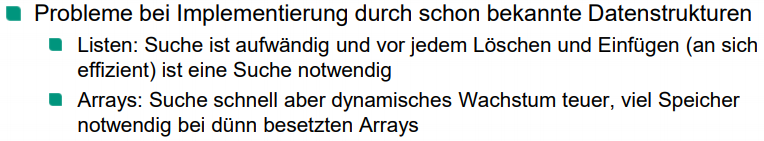 Probleme bei Implementierung durch schon bekannte Datenstrukturen
Listen: Suche ist aufwändig und vor jedem Löschen und Einfügen (an sich
effizient) ist eine Suche notwendig
Arrays: Suche schnell aber dynamisches Wachstum teuer, viel Speicher
notwendig bei dünn besetzten Arrays